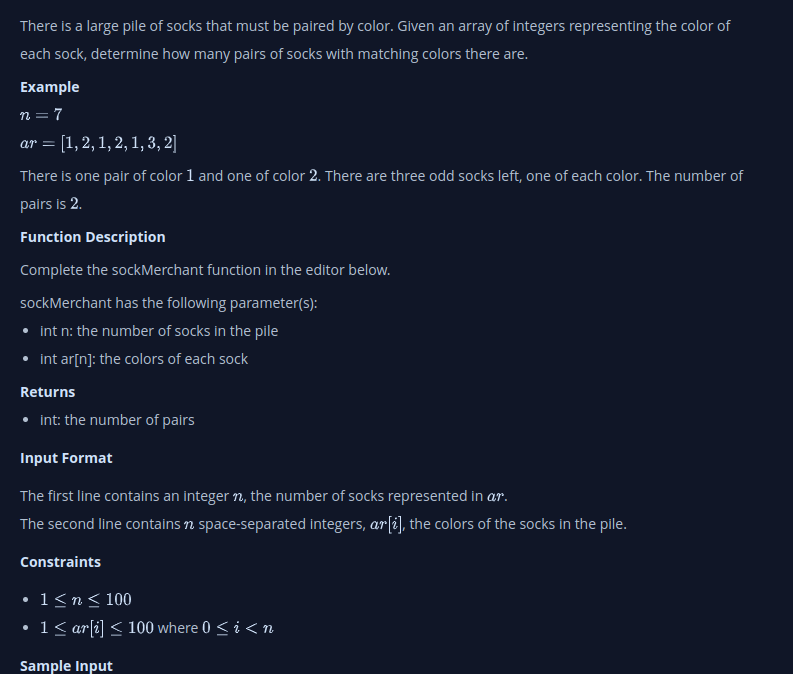 There is a large pile of socks that must be paired by color. Given an array of integers representing the color of
each sock, determine how many pairs of socks with matching colors there are.
Example
n = 7
ar = [1, 2, 1, 2, 1, 3, 2]
There is one pair of color 1 and one of color 2. There are three odd socks left, one of each color. The number of
pairs is 2.
Function Description
Complete the sockMerchant function in the editor below.
sockMerchant has the following parameter(s):
• int n: the number of socks in the pile
• int ar[n]: the colors of each sock
Returns
• int: the number of pairs
Input Format
The first line contains an integer n, the number of socks represented in ar.
The second line contains n space-separated integers, ar[i], the colors of the socks in the pile.
Constraints
• 1 ≤ n ≤ 100
• 1 ≤ ar[i] ≤ 100 where 0 ≤ i < n
Sample Input